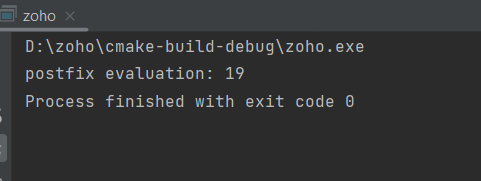 zoho
D:\zoho\cmake-build-debug\zoho.exe
postfix evaluation: 19
Process finished with exit code 0